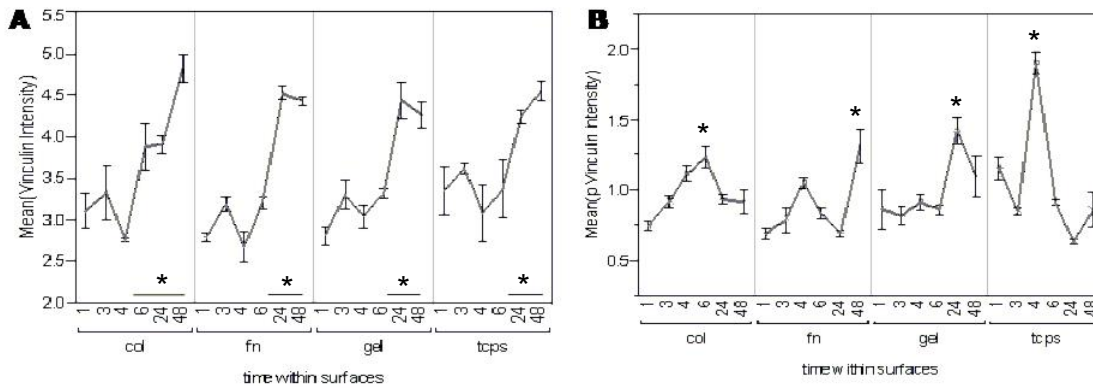 A
Mean(Vinculin Intensity)
5.5
5.0
4.5
4.0
3.5
3.0
2.5
2.0
* * * *
1 3 4 6 24 48 1 3 4 6 24 48 1 3 4 6 24 48 1 3 4 6 24 48
col fn gel tcps
time within surfaces
B
Mean(p Vinculin Intensity)
2.0
1.5
1.0
0.5
* * * *
1 3 4 6 24 48 1 3 4 6 24 48 1 3 4 6 24 48 1 3 4 6 24 48
col fn gel tcps
time within surfaces